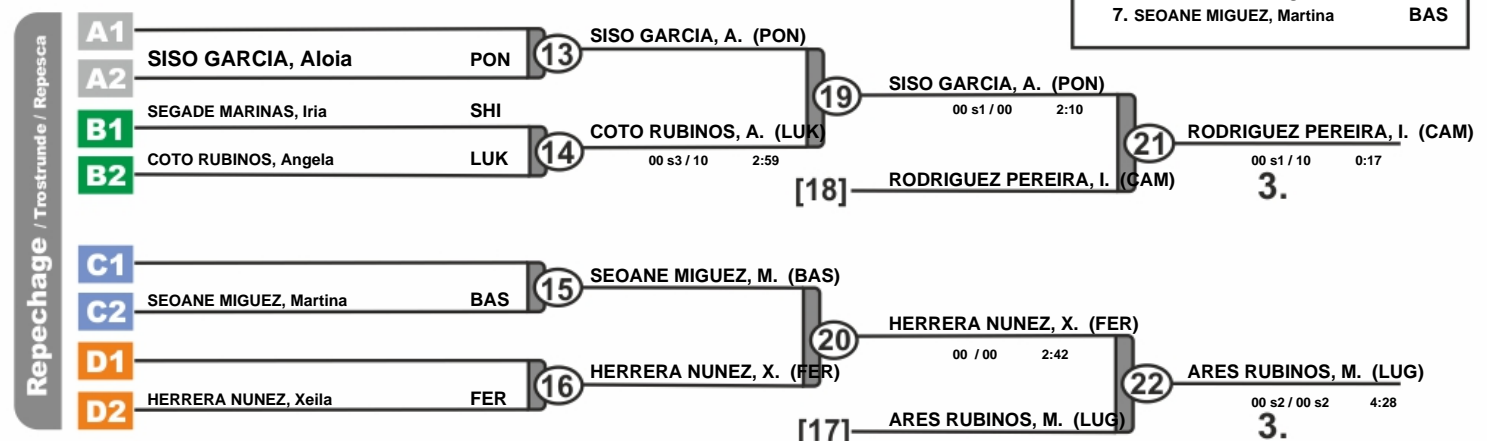 7. SEOANE MIGUEZ, Martina BAS
Repechage / Trostrunde / Repesca
A1
SISO GARCIA, Aloia PON
A2
13
SISO GARCIA, A. (PON)
SEGADE MARINAS, Iria SHI
B1
COTO RUBINOS, Angela LUK
B2
14
COTO RUBINOS, A. (LUK)
00 s3 / 10 2:59
19
SISO GARCIA, A. (PON)
00 s1 / 00 2:10
[18]
RODRIGUEZ PEREIRA, I. (CAM)
21
RODRIGUEZ PEREIRA, I. (CAM)
00 s1 / 10 0:17
3.
C1
SEOANE MIGUEZ, Martina BAS
C2
15
SEOANE MIGUEZ, M. (BAS)
D1
HERRERA NUNEZ, Xeila FER
D2
16
HERRERA NUNEZ, X. (FER)
20
HERRERA NUNEZ, X. (FER)
00 / 00 2:42
[17]
ARES RUBINOS, M. (LUG)
22
ARES RUBINOS, M. (LUG)
00 s2 / 00 s2 4:28
3.